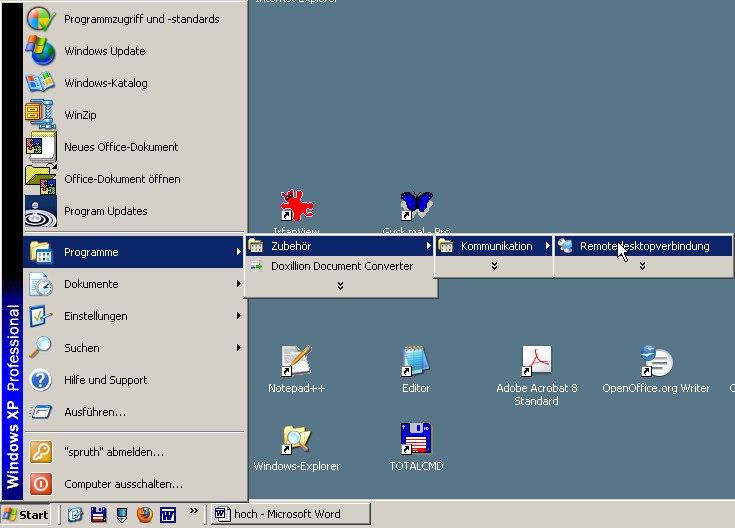 Internet Explorer
Programmzugriff und -standards
Windows Update
Windows-Katalog
WinZip
Neues Office-Dokument
Office-Dokument öffnen
Program Updates
Programme
Dokumente
Einstellungen
Suchen
Hilfe und Support
Ausführen...
"spruth" abmelden...
Computer ausschalten...
Windows XP Professional
IrfanView
Guck mal - Pro
Zubehör
Doxillion Document Converter
Kommunikation
Remotedesktopverbindung
Notepad++
Editor
Adobe Acrobat 8
Standard
OpenOffice.org Writer
Windows-Explorer
TOTALCMD
Start
hoch - Microsoft Word